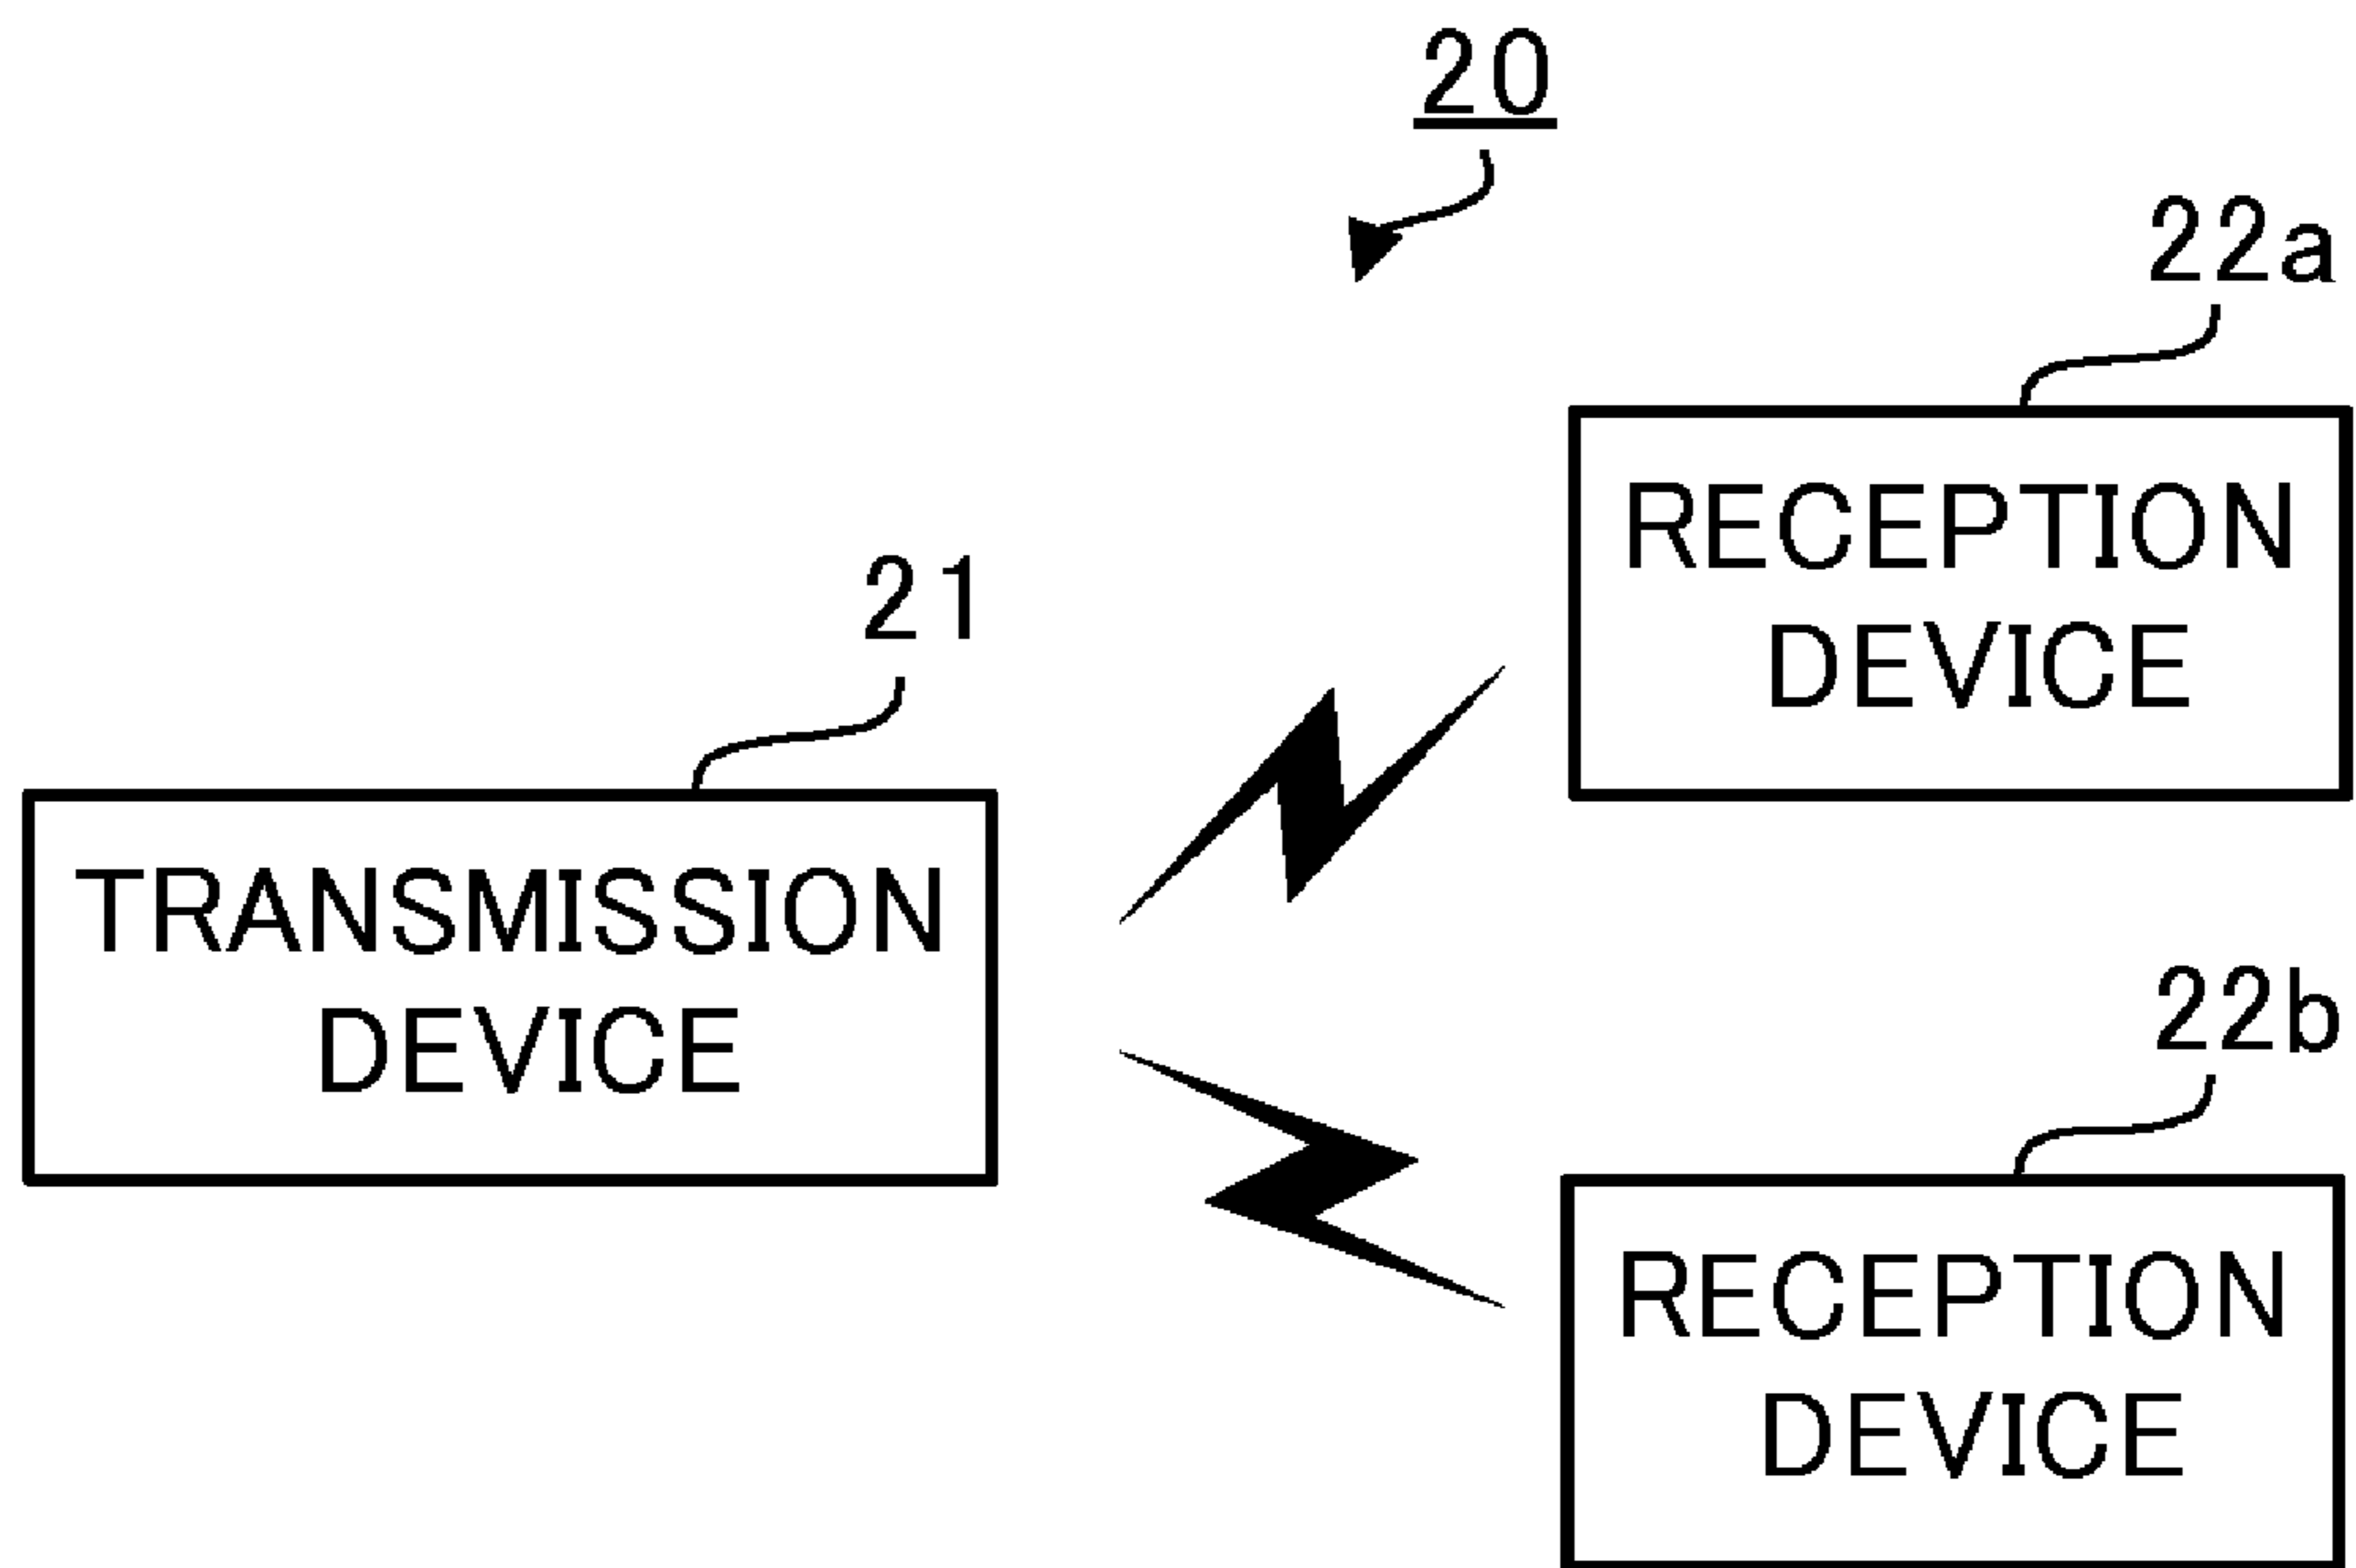 20
22a
RECEPTION
DEVICE
21
TRANSMISSION
DEVICE
22b
RECEPTION
DEVICE